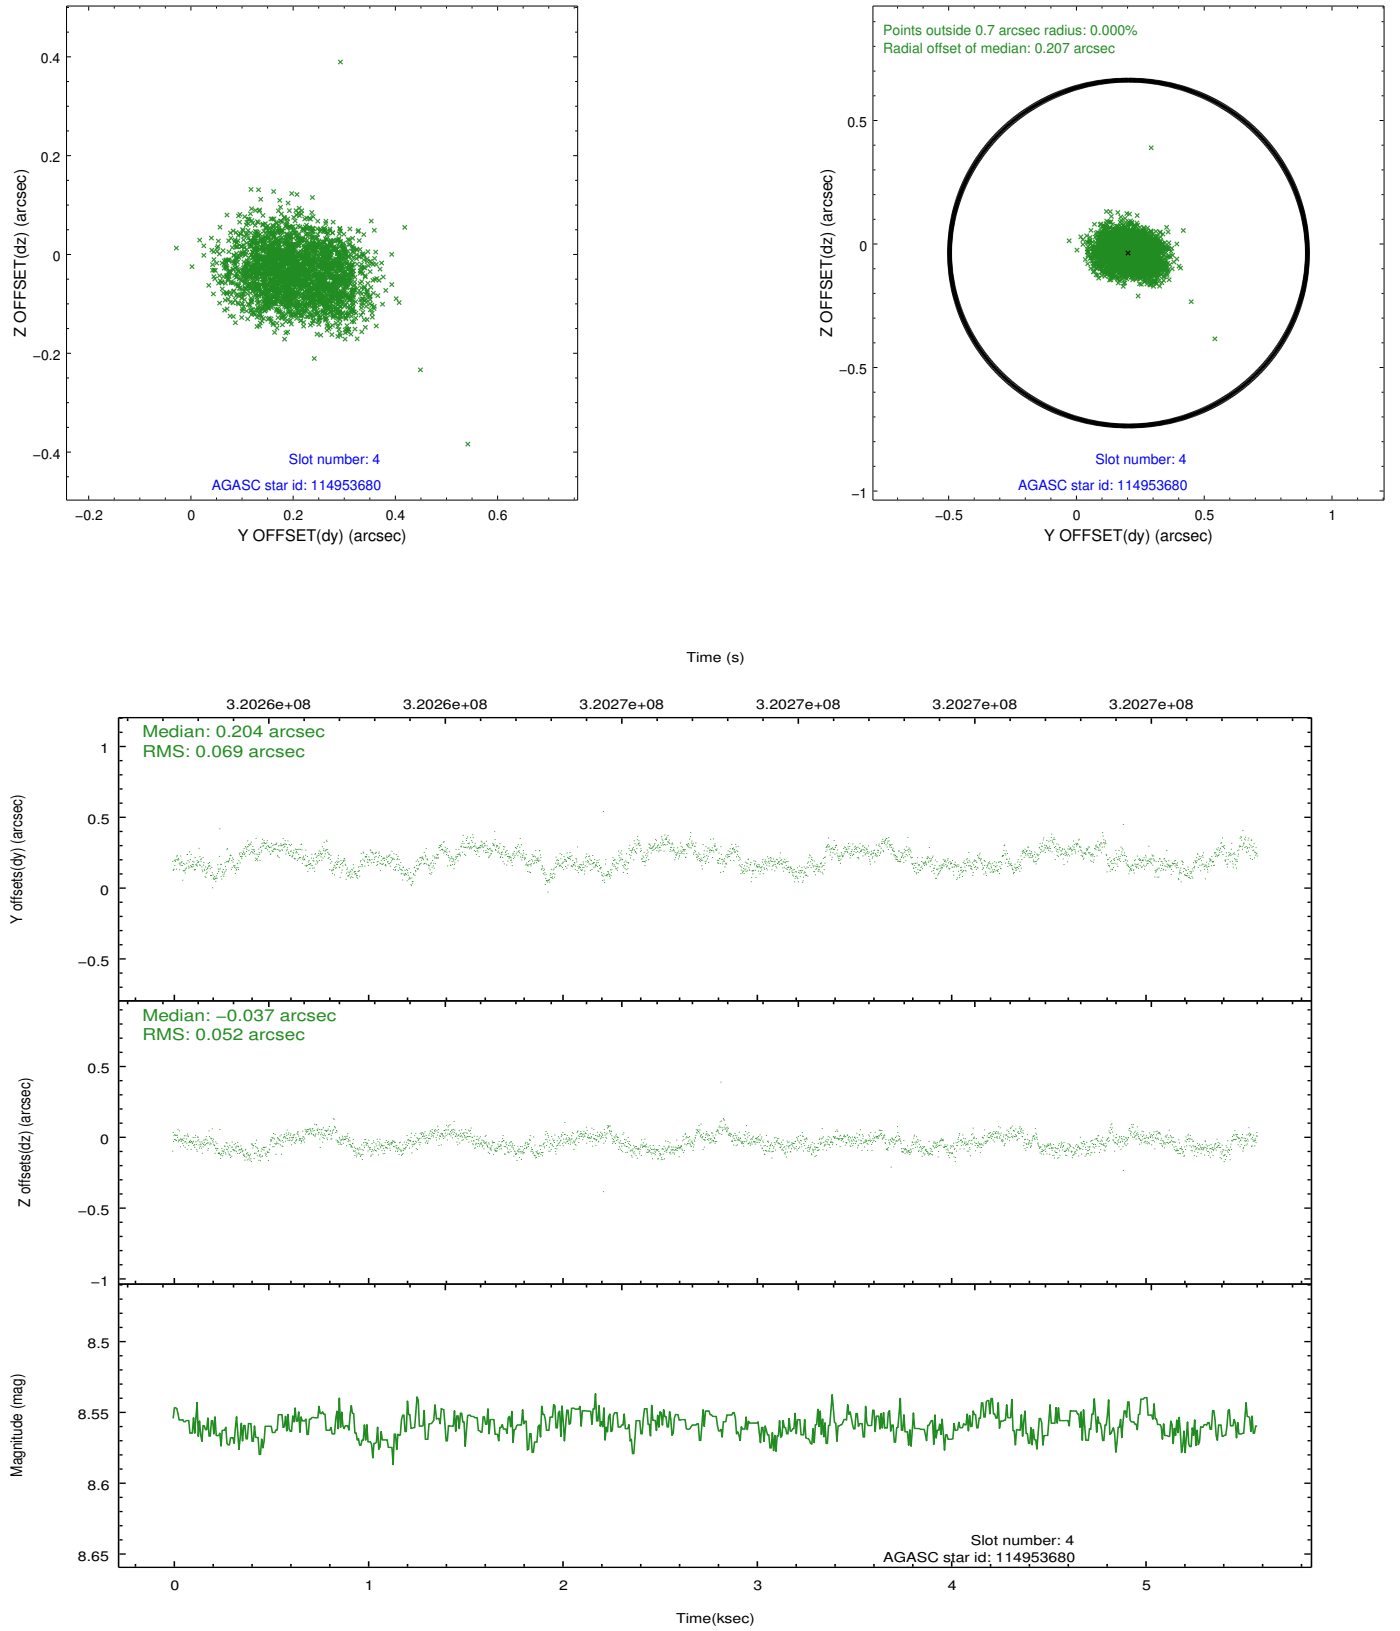 0.4
0.2
0
−0.2
−0.4
Z OFFSET(dz) (arcsec)
Slot number: 4
AGASC star id: 114953680
−0.2 0 0.2 0.4 0.6
Y OFFSET(dy) (arcsec)
Points outside 0.7 arcsec radius: 0.000%
Radial offset of median: 0.207 arcsec
0.5
0
−0.5
−1
Z OFFSET(dz) (arcsec)
Slot number: 4
AGASC star id: 114953680
−0.5 0 0.5 1
Y OFFSET(dy) (arcsec)
Time (s)
3.2026e+08 3.2026e+08 3.2027e+08 3.2027e+08 3.2027e+08 3.2027e+08
Median: 0.204 arcsec
RMS: 0.069 arcsec
1
0.5
0
−0.5
Y offsets(dy) (arcsec)
Median: −0.037 arcsec
RMS: 0.052 arcsec
0.5
0
−0.5
−1
Z offsets(dz) (arcsec)
8.5
8.55
8.6
8.65
Magnitude (mag)
Slot number: 4
AGASC star id: 114953680
0 1 2 3 4 5
Time(ksec)